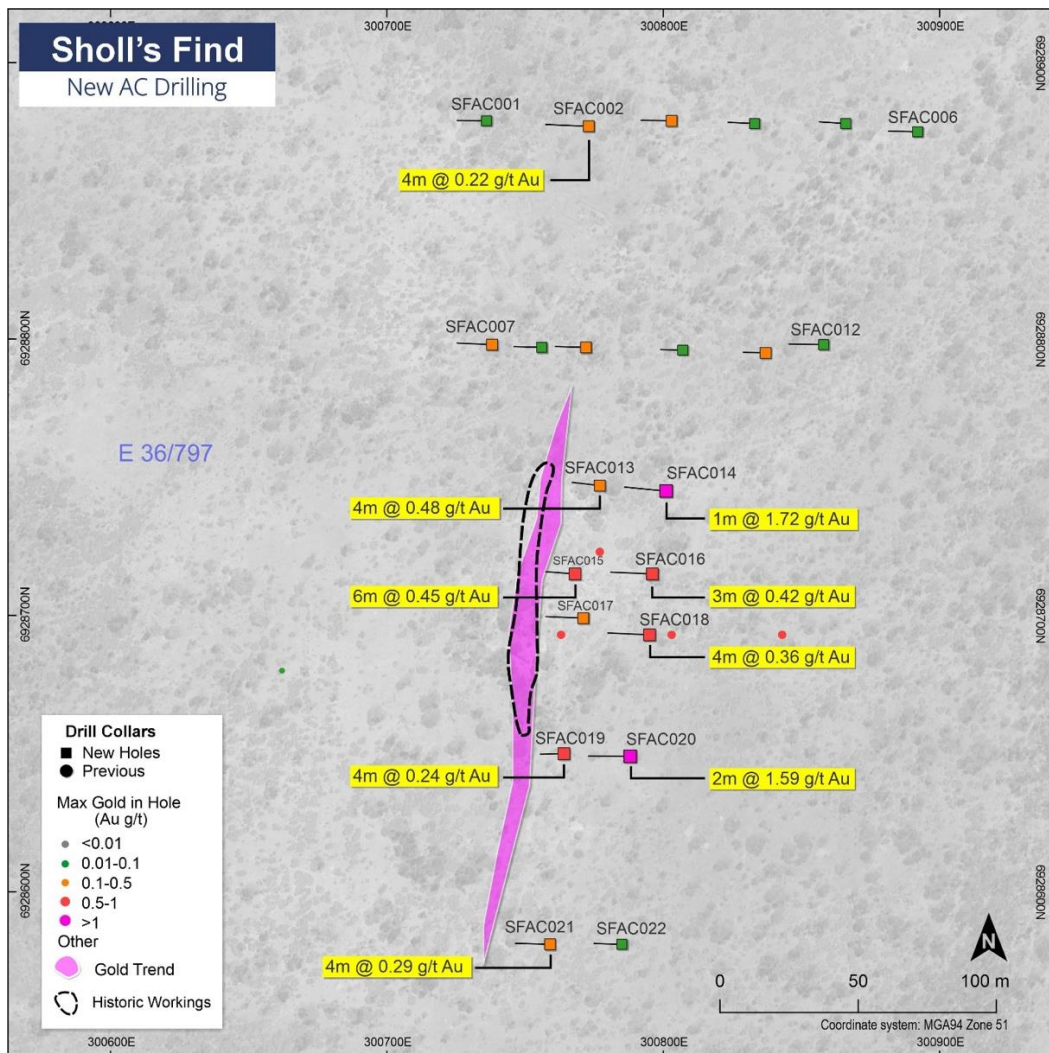 Sholl's Find
New AC Drilling
300700E
300800E
300900E
6928900N
6928900N
SFAC001
SFAC002
SFAC006
4m @ 0.22 g/t Au
6928800N
6928800N
SFAC007
SFAC012
E 36/797
SFAC013
SFAC014
4m @ 0.48 g/t Au
1m @ 1.72 g/t Au
SFAC015
SFAC016
6m @ 0.45 g/t Au
3m @ 0.42 g/t Au
6928700N
6928700N
SFAC017
SFAC018
4m @ 0.36 g/t Au
SFAC019
SFAC020
4m @ 0.24 g/t Au
2m @ 1.59 g/t Au
6928600N
6928600N
SFAC021
SFAC022
4m @ 0.29 g/t Au
Drill Collars
New Holes
Previous
Max Gold in Hole
(Au g/t)
<0.01
0.01-0.1
0.1-0.5
0.5-1
>1
Other
Gold Trend
Historic Workings
N
0 50 100 m
Coordinate system: MGA94 Zone 51
300600E
300700E
300800E
300900E